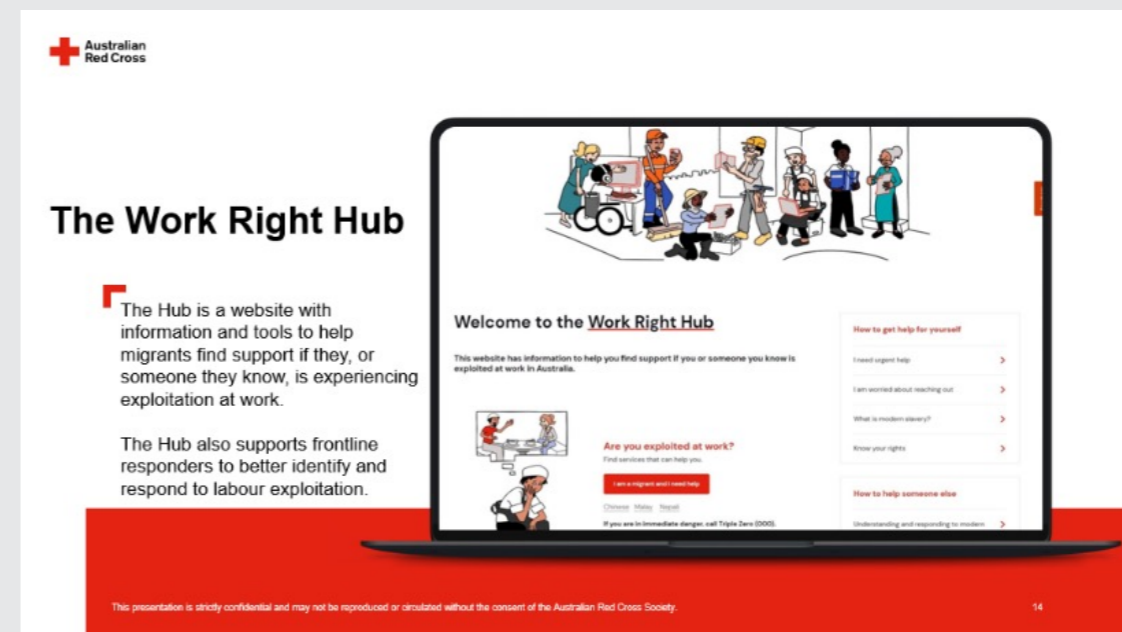 Australian
Red Cross
The Work Right Hub
The Hub is a website with
information and tools to help
migrants find support if they, or
someone they know, is experiencing
exploitation at work.
The Hub also supports frontline
responders to better identify and
respond to labour exploitation.
Welcome to the Work Right Hub
This website has information to help you find support if you or someone you know is
exploited at work in Australia.
Are you exploited at work?
Find services that can help you.
I am a migrant and I need help
Chinese Malay Nepali
If you are in immediate danger, call Triple Zero (000).
How to get help for yourself
I need urgent help
I am worried about reaching out
What is modern slavery?
Know your rights
How to help someone else
Understanding and responding to modern
This presentation is strictly confidential and may not be reproduced or circulated without the consent of the Australian Red Cross Society.
14